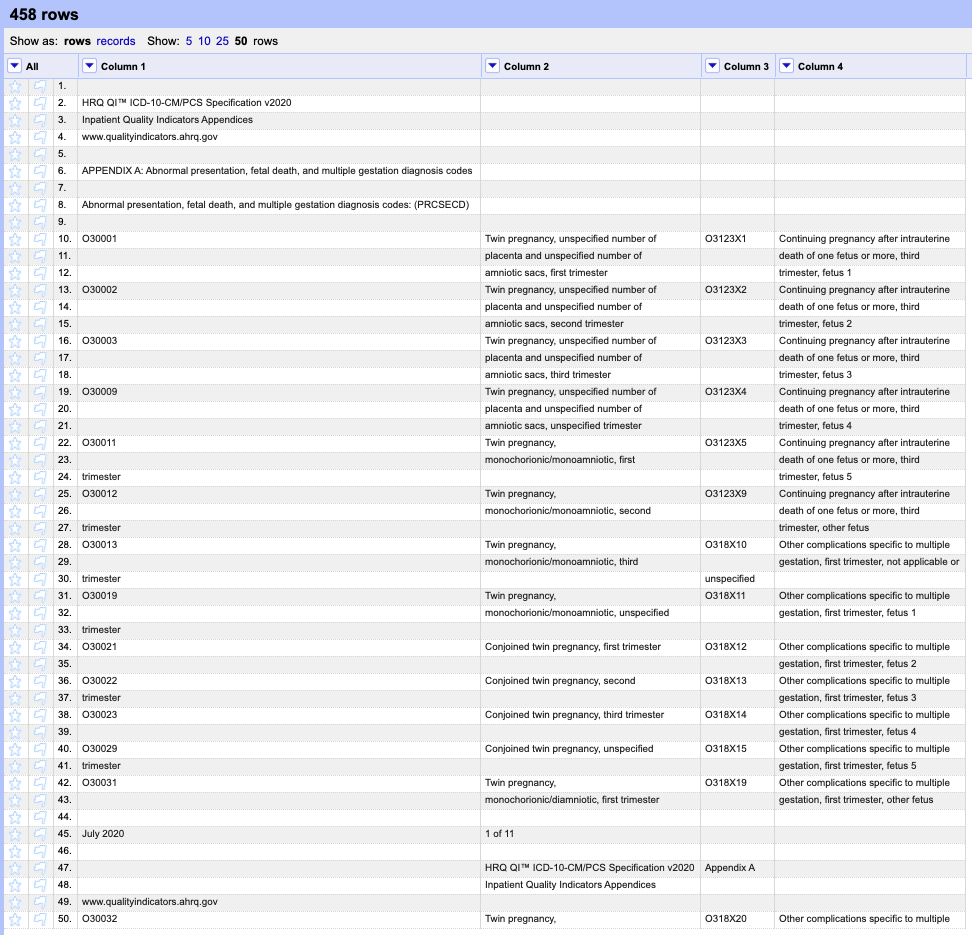 458 rows
Show as: rows records Show: 5 10 25 50 rows
All Column 1 Column 2 Column 3 Column 4
1.
2. HRQ QI™ ICD-10-CM/PCS Specification v2020
3. Inpatient Quality Indicators Appendices
4. www.qualityindicators.ahrq.gov
5.
6. APPENDIX A: Abnormal presentation, fetal death, and multiple gestation diagnosis codes
7.
8. Abnormal presentation, fetal death, and multiple gestation diagnosis codes: (PRCSECD)
9.
10. O30001 Twin pregnancy, unspecified number of O3123X1 Continuing pregnancy after intrauterine
11. placenta and unspecified number of death of one fetus or more, third
12. amniotic sacs, first trimester trimester, fetus 1
13. O30002 Twin pregnancy, unspecified number of O3123X2 Continuing pregnancy after intrauterine
14. placenta and unspecified number of death of one fetus or more, third
15. amniotic sacs, second trimester trimester, fetus 2
16. O30003 Twin pregnancy, unspecified number of O3123X3 Continuing pregnancy after intrauterine
17. placenta and unspecified number of death of one fetus or more, third
18. amniotic sacs, third trimester trimester, fetus 3
19. O30009 Twin pregnancy, unspecified number of O3123X4 Continuing pregnancy after intrauterine
20. placenta and unspecified number of death of one fetus or more, third
21. amniotic sacs, unspecified trimester trimester, fetus 4
22. O30011 Twin pregnancy, O3123X5 Continuing pregnancy after intrauterine
23. monochorionic/monoamniotic, first death of one fetus or more, third
24. trimester trimester, fetus 5
25. O30012 Twin pregnancy, O3123X9 Continuing pregnancy after intrauterine
26. monochorionic/monoamniotic, second death of one fetus or more, third
27. trimester trimester, other fetus
28. O30013 Twin pregnancy, O318X10 Other complications specific to multiple
29. monochorionic/monoamniotic, third gestation, first trimester, not applicable or
30. trimester unspecified
31. O30019 Twin pregnancy, O318X11 Other complications specific to multiple
32. monochorionic/monoamniotic, unspecified gestation, first trimester, fetus 1
33. trimester
34. O30021 Conjoined twin pregnancy, first trimester O318X12 Other complications specific to multiple
35. gestation, first trimester, fetus 2
36. O30022 Conjoined twin pregnancy, second O318X13 Other complications specific to multiple
37. trimester gestation, first trimester, fetus 3
38. O30023 Conjoined twin pregnancy, third trimester O318X14 Other complications specific to multiple
39. gestation, first trimester, fetus 4
40. O30029 Conjoined twin pregnancy, unspecified O318X15 Other complications specific to multiple
41. trimester gestation, first trimester, fetus 5
42. O30031 Twin pregnancy, O318X19 Other complications specific to multiple
43. monochorionic/diamniotic, first trimester gestation, first trimester, other fetus
44.
45. July 2020 1 of 11
46.
47. HRQ QI™ ICD-10-CM/PCS Specification v2020 Appendix A
48. Inpatient Quality Indicators Appendices
49. www.qualityindicators.ahrq.gov
50. O30032 Twin pregnancy, O318X20 Other complications specific to multiple